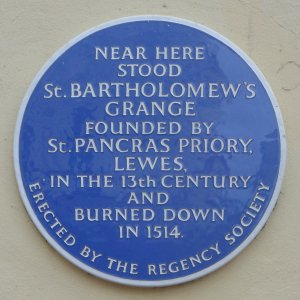 NEAR HERE
STOOD
St. BARTHOLOMEW'S
GRANGE
FOUNDED BY
St. PANCRAS PRIORY,
LEWES,
IN THE 13th CENTURY
AND
BURNED DOWN
IN 1514.
ERECTED BY THE REGENCY SOCIETY